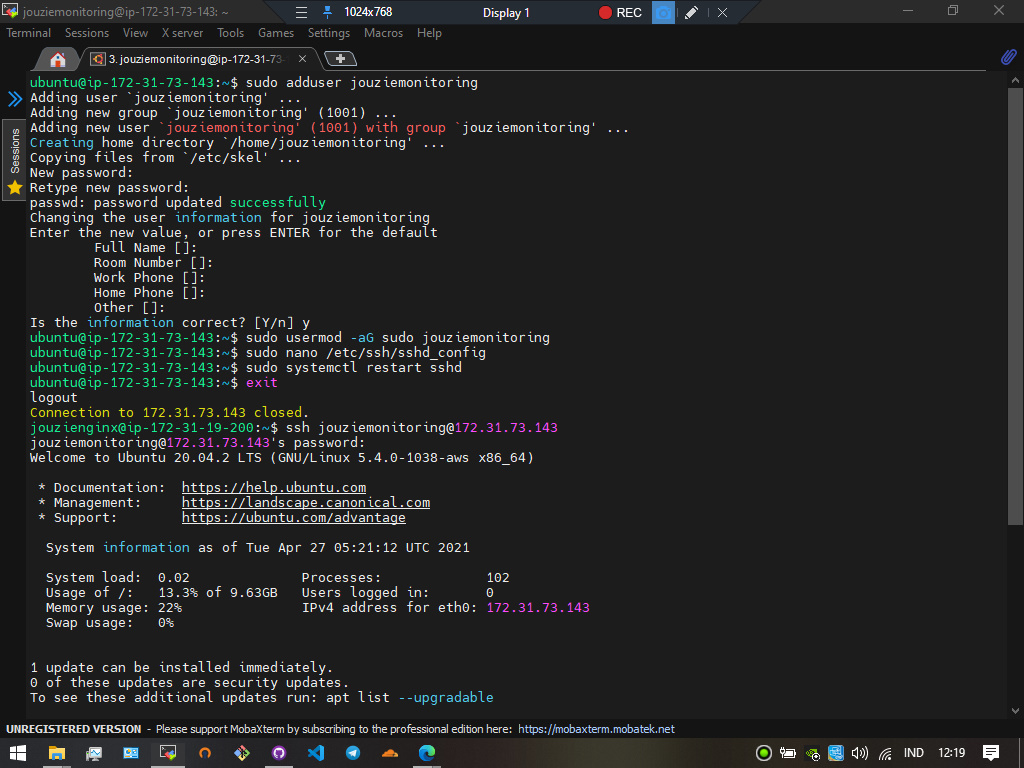 jouziemonitoring@ip-172-31-73-143: ~
1024x768
Display 1
REC
Terminal Sessions View X server Tools Games Settings Macros Help
3. jouziemonitoring@ip-172-31-73-
Sessions
ubuntu@ip-172-31-73-143:~$ sudo adduser jouziemonitoring
Adding user `jouziemonitoring' ...
Adding new group `jouziemonitoring' (1001) ...
Adding new user `jouziemonitoring' (1001) with group `jouziemonitoring' ...
Creating home directory `/home/jouziemonitoring' ...
Copying files from `/etc/skel' ...
New password:
Retype new password:
passwd: password updated successfully
Changing the user information for jouziemonitoring
Enter the new value, or press ENTER for the default
Full Name []:
Room Number []:
Work Phone []:
Home Phone []:
Other []:
Is the information correct? [Y/n] y
ubuntu@ip-172-31-73-143:~$ sudo usermod -aG sudo jouziemonitoring
ubuntu@ip-172-31-73-143:~$ sudo nano /etc/ssh/sshd_config
ubuntu@ip-172-31-73-143:~$ sudo systemctl restart sshd
ubuntu@ip-172-31-73-143:~$ exit
logout
Connection to 172.31.73.143 closed.
jouzienginx@ip-172-31-19-200:~$ ssh jouziemonitoring@172.31.73.143
jouziemonitoring@172.31.73.143's password:
Welcome to Ubuntu 20.04.2 LTS (GNU/Linux 5.4.0-1038-aws x86_64)
* Documentation: https://help.ubuntu.com
* Management: https://landscape.canonical.com
* Support: https://ubuntu.com/advantage
System information as of Tue Apr 27 05:21:12 UTC 2021
System load: 0.02 Processes: 102
Usage of /: 13.3% of 9.63GB Users logged in: 0
Memory usage: 22% IPv4 address for eth0: 172.31.73.143
Swap usage: 0%
1 update can be installed immediately.
0 of these updates are security updates.
To see these additional updates run: apt list --upgradable
UNREGISTERED VERSION - Please support MobaXterm by subscribing to the professional edition here: https://mobaxterm.mobatek.net
IND 12:19